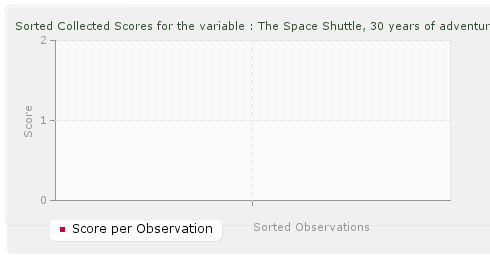 Sorted Collected Scores for the variable : The Space Shuttle, 30 years of
2
Score
1
0
Score per Observation
Sorted Observations